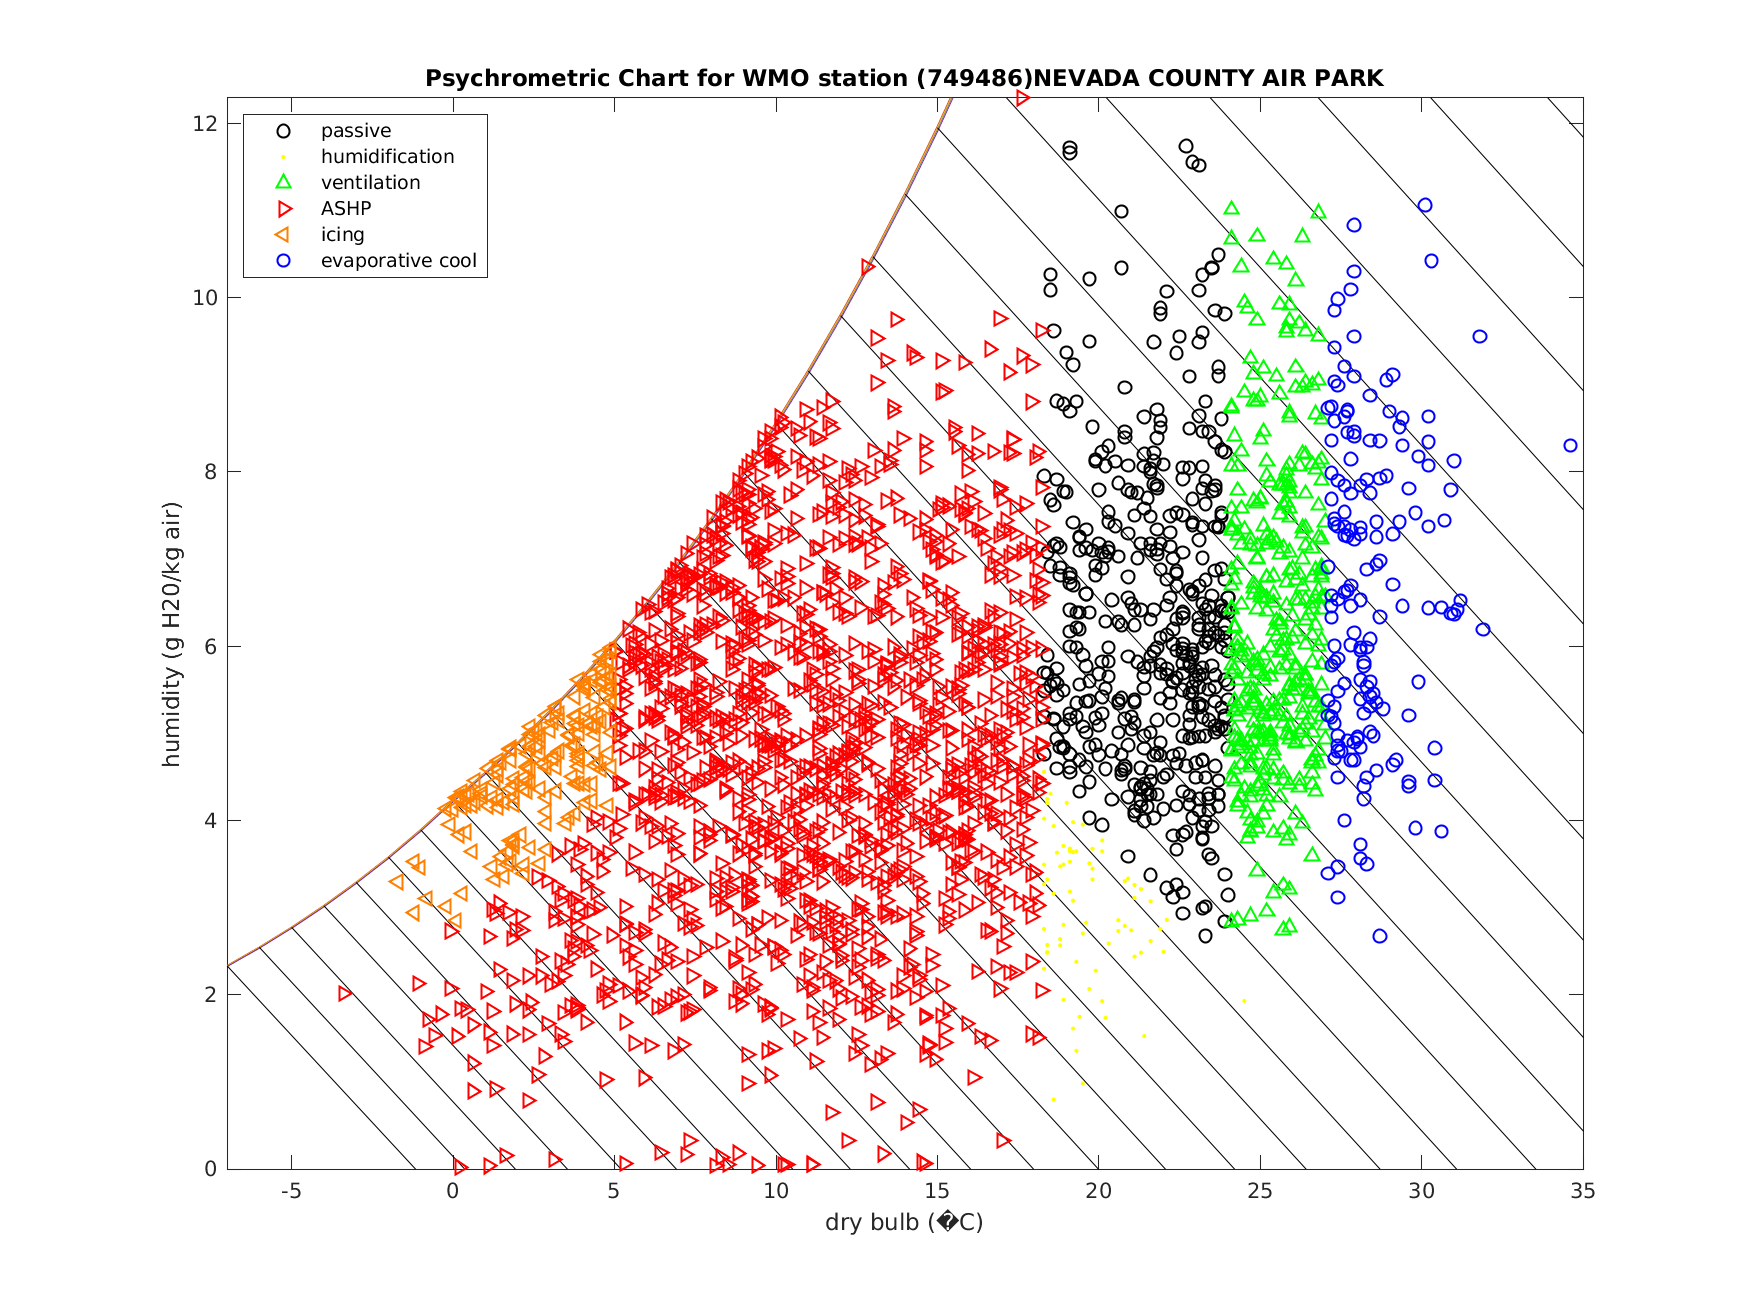 Psychrometric Chart for WMO station (749486)NEVADA COUNTY AIR PARK
passive
humidification
ventilation
ASHP
icing
evaporative cool
humidity (g H20/kg air)
12
10
8
6
4
2
0
-5 0 5 10 15 20 25 30 35
dry bulb (�C)